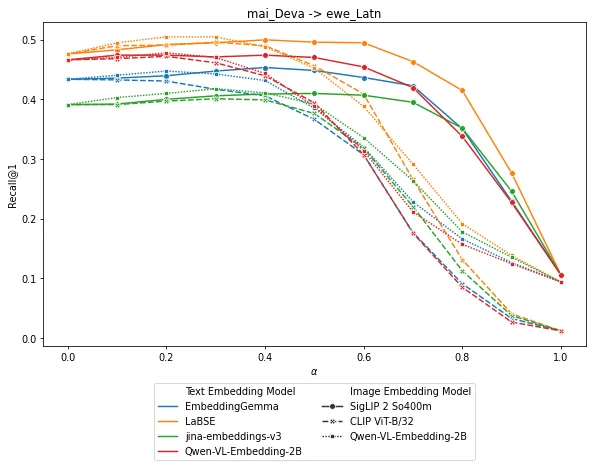 mai_Deva -> ewe_Latn
Recall@1
0.5
0.4
0.3
0.2
0.1
0.0
0.0 0.2 0.4 0.6 0.8 1.0
α
Text Embedding Model Image Embedding Model
EmbeddingGemma SigLIP 2 So400m
LaBSE CLIP ViT-B/32
jina-embeddings-v3 Qwen-VL-Embedding-2B
Qwen-VL-Embedding-2B